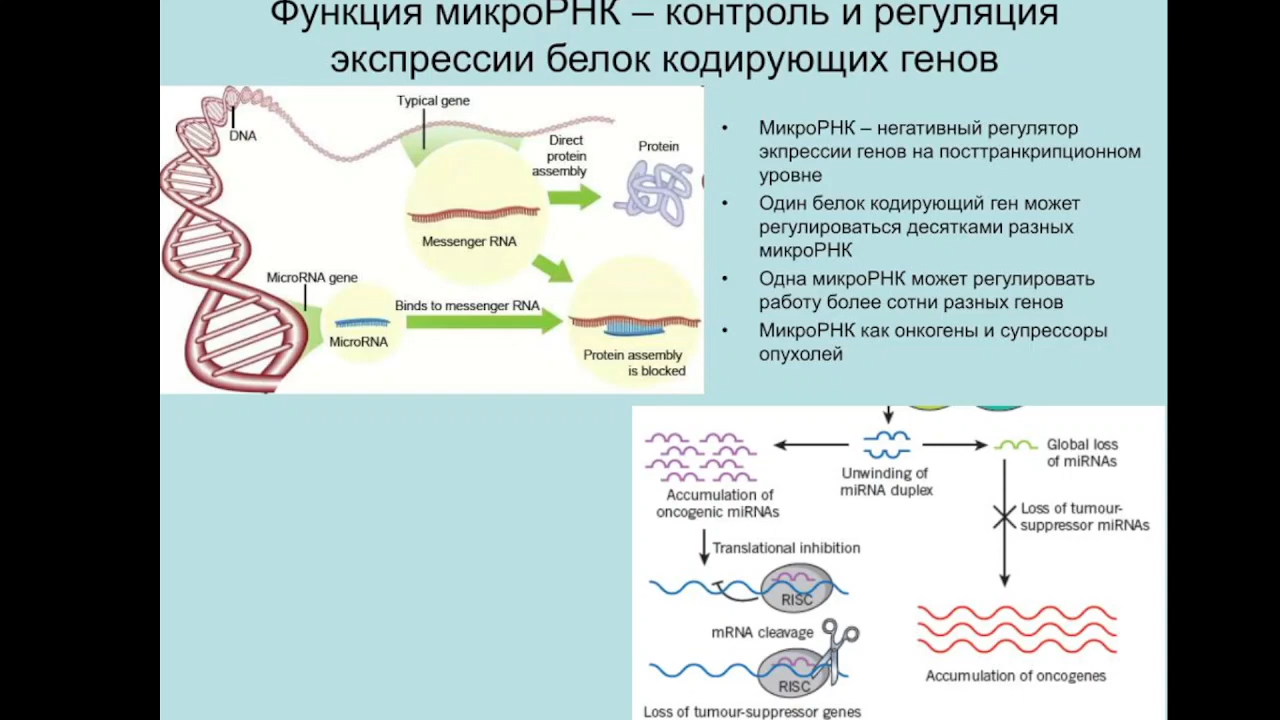 Функция микроРНК – контроль и регуляция
экспрессии белок кодирующих генов
Typical gene
DNA
Direct
protein
assembly
Protein
Messenger RNA
MicroRNA gene
Binds to messenger RNA
MicroRNA
Protein assembly
is blocked
• МикроРНК – негативный регулятор
экпрессии генов на посттранкрипционном
уровне
• Один белок кодирующий ген может
регулироваться десятками разных
микроРНК
• Одна микроРНК может регулировать
работу более сотни разных генов
• МикроРНК как онкогены и супрессоры
опухолей
Unwinding of
miRNA duplex
Global loss
of miRNAs
Accumulation of
oncogenic miRNAs
Loss of tumour-
suppressor miRNAs
Translational inhibition
RISC
mRNA cleavage
RISC
Accumulation of oncogenes
Loss of tumour-suppressor genes